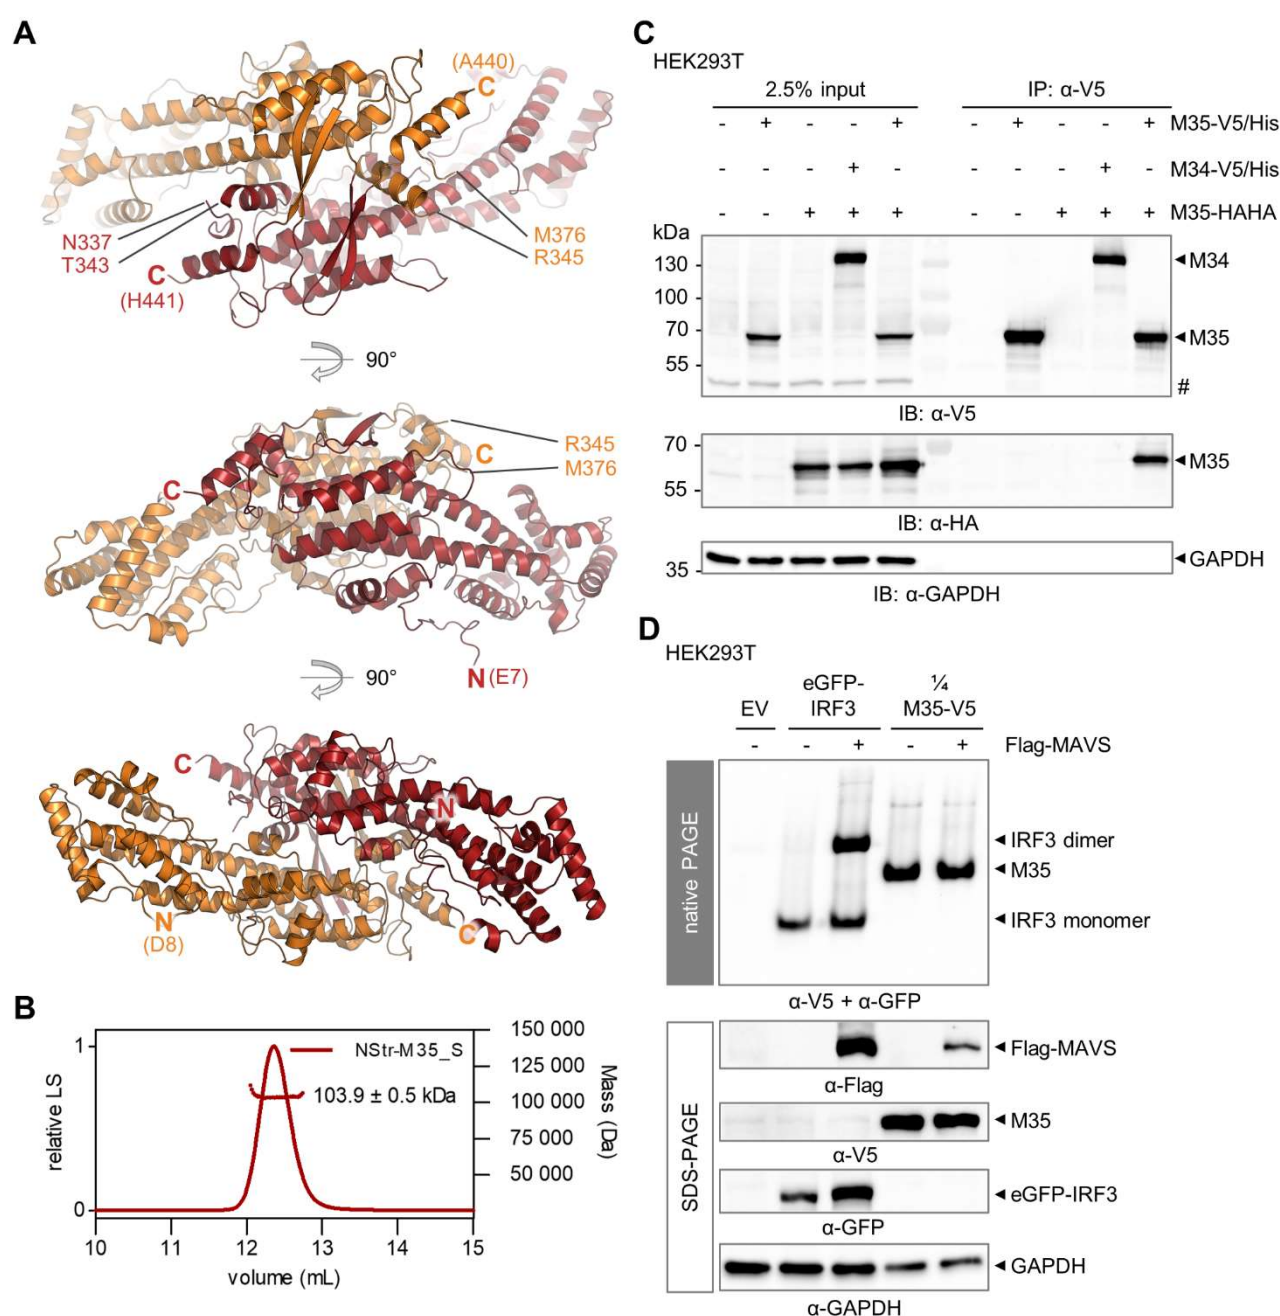 A
C (A440)
N337
T343
M376
R345
C (H441)
90°
R345
M376
C
C
N (E7)
90°
C
N
N (D8)
C
B
relative LS
1
0
NStr-M35_S
103.9 ± 0.5 kDa
150 000
125 000
100 000
75 000
50 000
Mass (Da)
10 11 12 13 14 15
volume (mL)
C
HEK293T
2.5% input IP: α-V5
- + - - + - + - - + M35-V5/His
- - - + - - - - + - M34-V5/His
- - + + + - - + + + M35-HAHA
kDa
130
100
70
55
M34
M35
#
IB: α-V5
70
55
M35
IB: α-HA
35
GAPDH
IB: α-GAPDH
D
HEK293T
EV eGFP-IRF3 ¼ M35-V5
- - + - + Flag-MAVS
native PAGE
IRF3 dimer
M35
IRF3 monomer
α-V5 + α-GFP
SDS-PAGE
Flag-MAVS
α-Flag
M35
α-V5
eGFP-IRF3
α-GFP
GAPDH
α-GAPDH